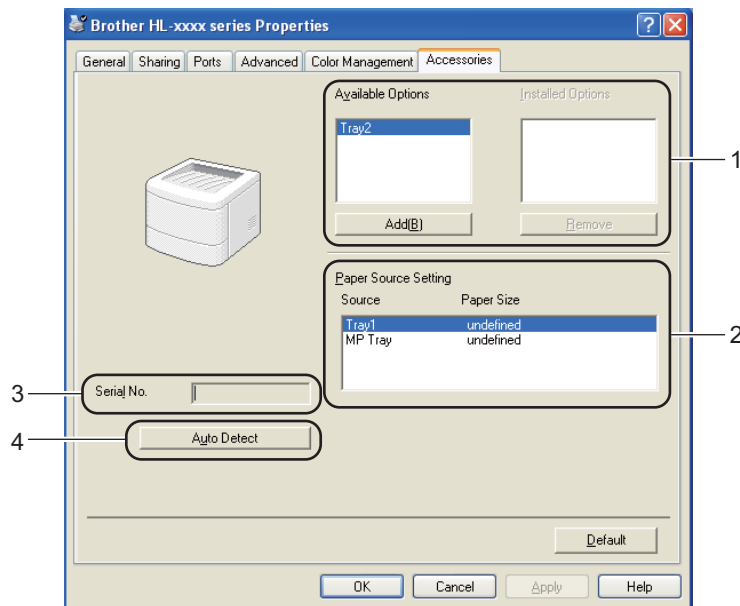 Brother HL-xxxx series Properties
General Sharing Ports Advanced Color Management Accessories
Available Options Installed Options
Tray2
1
Add(B) Remove
Paper Source Setting
Source Paper Size
Tray1 undefined
MP Tray undefined
2
3 Serial No.
4 Auto Detect
Default
OK Cancel Apply Help